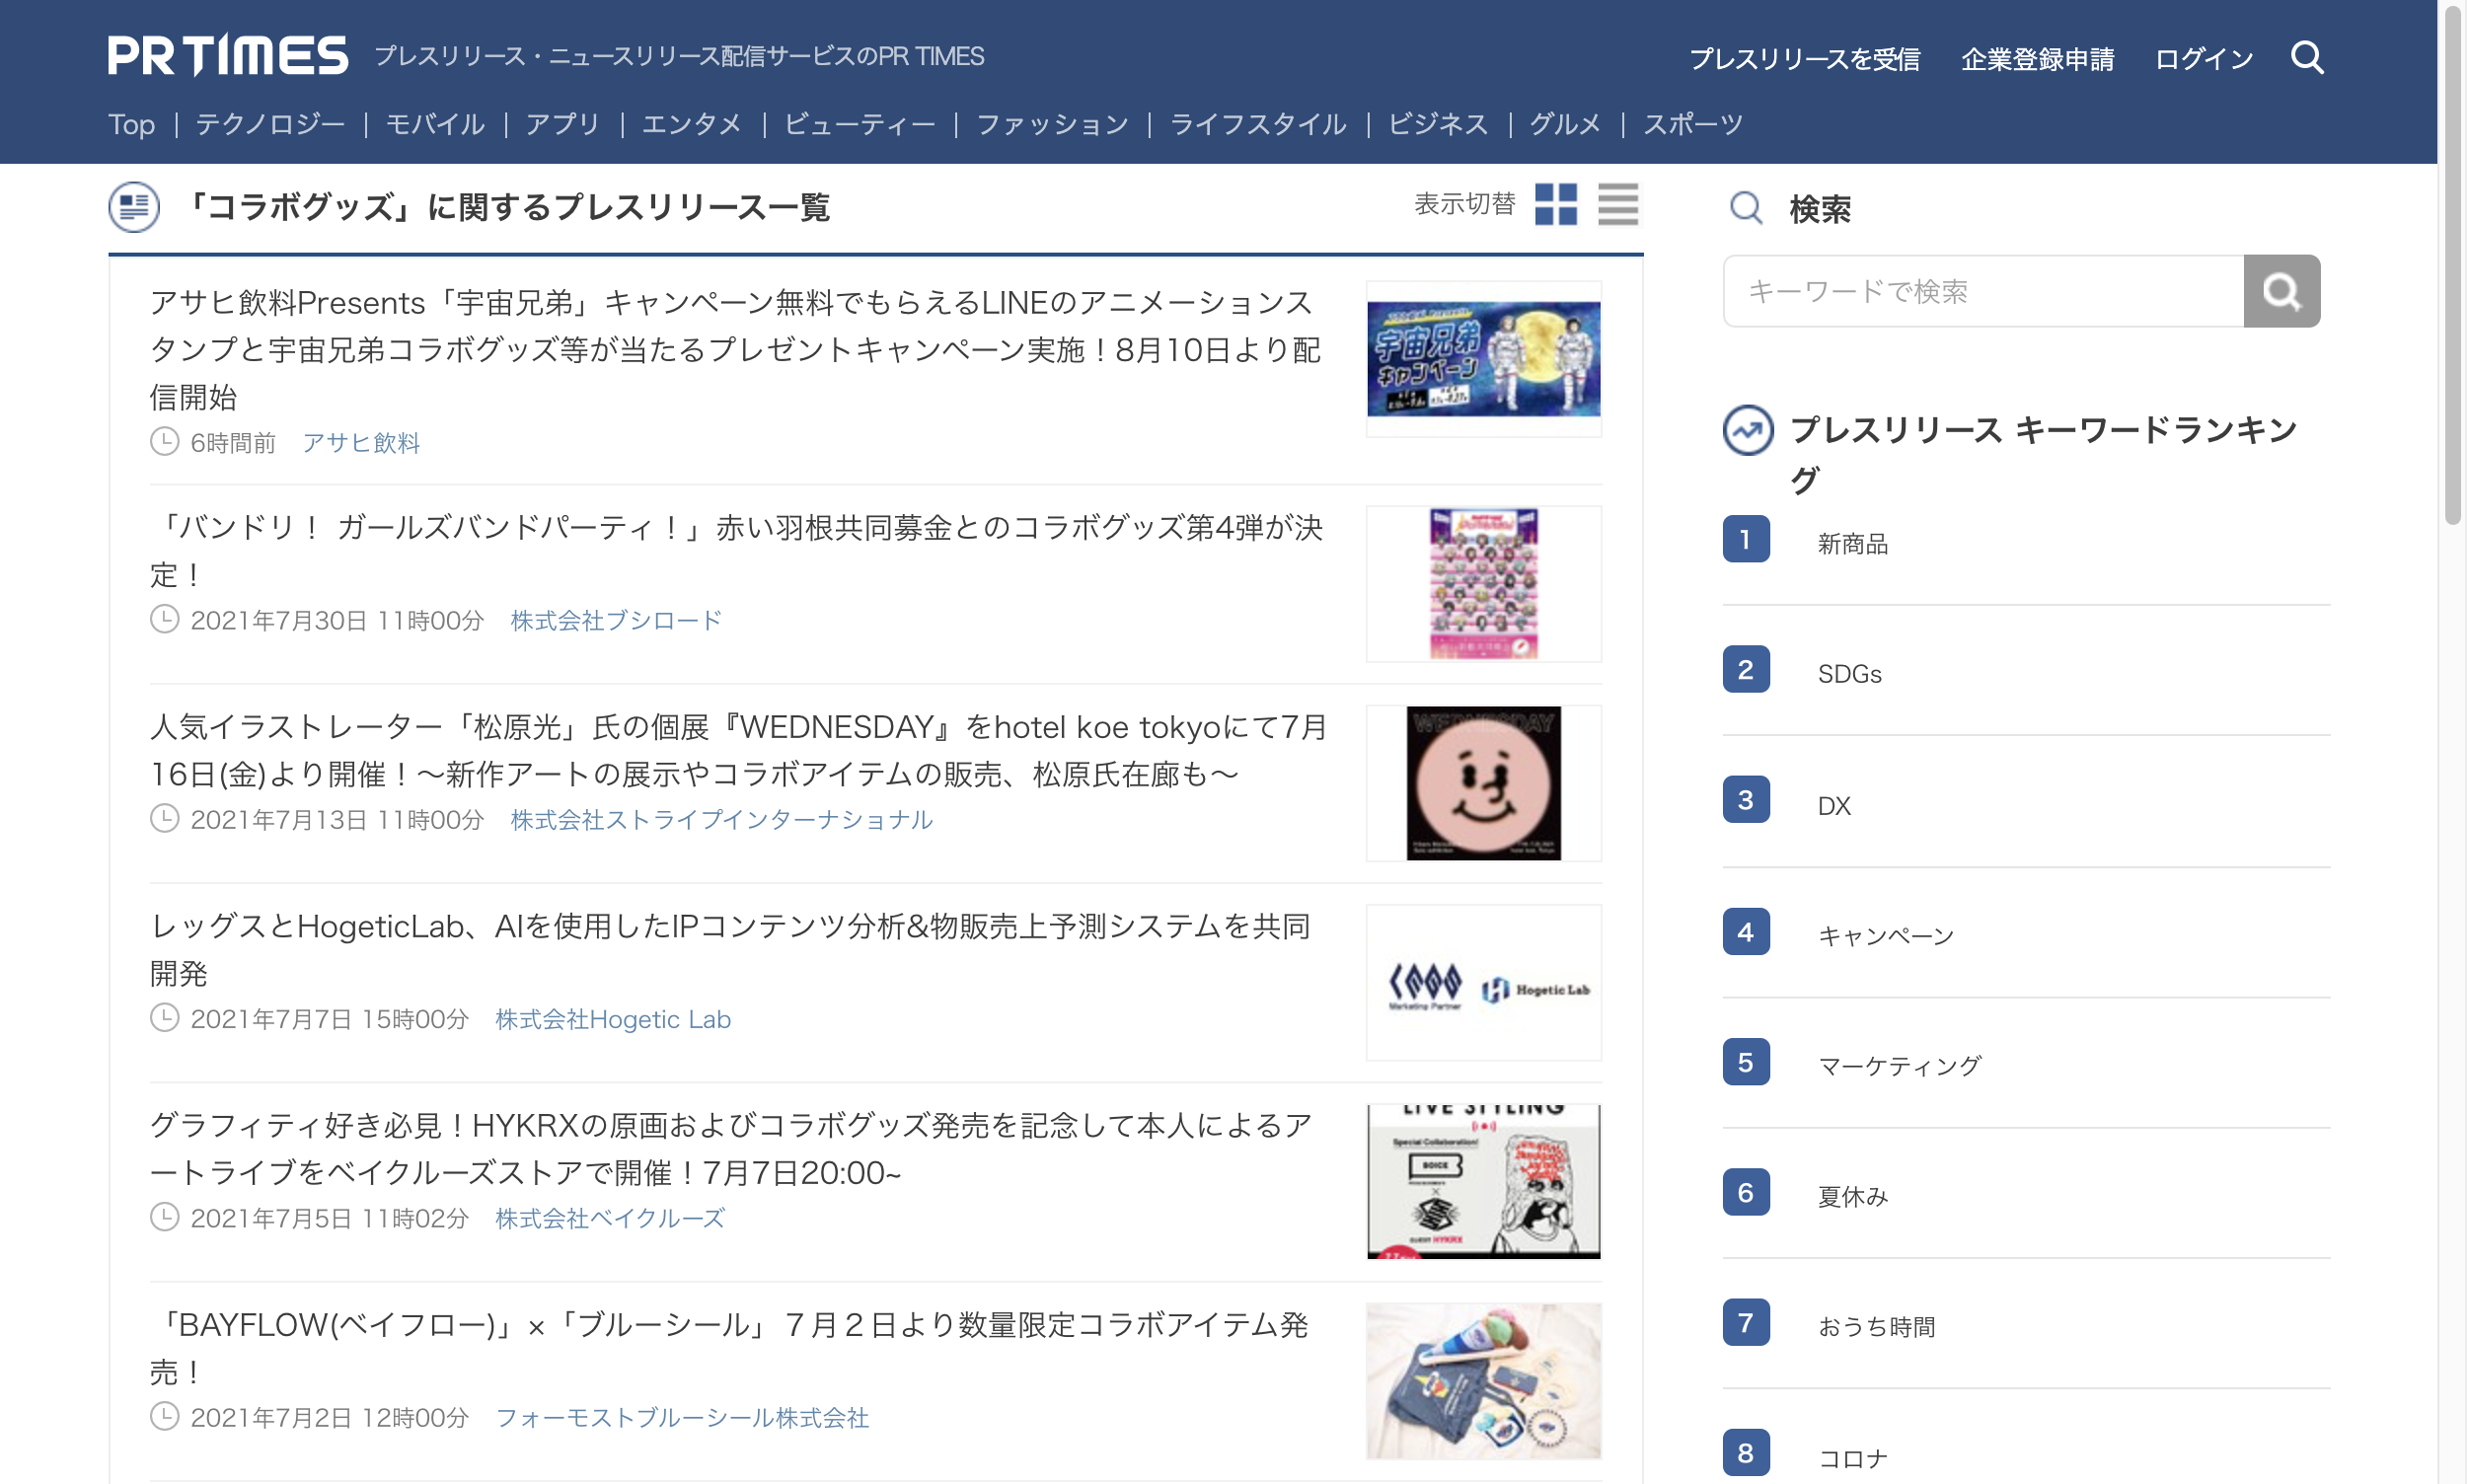 PR TIMES プレスリリース・ニュースリリース配信サービスのPR TIMES
プレスリリースを受信 企業登録申請 ログイン
Top | テクノロジー | モバイル | アプリ | エンタメ | ビューティー | ファッション | ライフスタイル | ビジネス | グルメ | スポーツ
「コラボグッズ」に関するプレスリリース一覧
表示切替
アサヒ飲料Presents「宇宙兄弟」キャンペーン無料でもらえるLINEのアニメーションス
タンプと宇宙兄弟コラボグッズ等が当たるプレゼントキャンペーン実施！8月10日より配
信開始
6時間前 アサヒ飲料
宇宙兄弟
キャンペーン
「バンドリ！ ガールズバンドパーティ！」赤い羽根共同募金とのコラボグッズ第4弾が決
定！
2021年7月30日 11時00分 株式会社ブシロード
人気イラストレーター「松原光」氏の個展『WEDNESDAY』をhotel koe tokyoにて7月
16日(金)より開催！〜新作アートの展示やコラボアイテムの販売、松原氏在廊も〜
2021年7月13日 11時00分 株式会社ストライプインターナショナル
WEDNESDAY
レッグスとHogeticLab、AIを使用したIPコンテンツ分析&物販売上予測システムを共同
開発
2021年7月7日 15時00分 株式会社Hogetic Lab
Marketing Partner
Hogetic Lab
グラフィティ好き必見！HYKRXの原画およびコラボグッズ発売を記念して本人によるア
ートライブをベイクルーズストアで開催！7月7日20:00~
2021年7月5日 11時02分 株式会社ベイクルーズ
LIVE STYLING
Special Collaboration!
BOICE
×
GUEST HYKRX
「BAYFLOW(ベイフロー)」×「ブルーシール」７月２日より数量限定コラボアイテム発
売！
2021年7月2日 12時00分 フォーモストブルーシール株式会社
検索
キーワードで検索
プレスリリース キーワードランキン
グ
1 新商品
2 SDGs
3 DX
4 キャンペーン
5 マーケティング
6 夏休み
7 おうち時間
8 コロナ